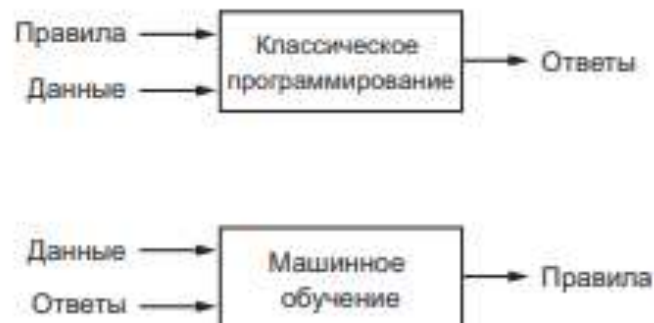 Правила
Данные
Классическое
программирование
Ответы
Данные
Ответы
Машинное
обучение
Правила